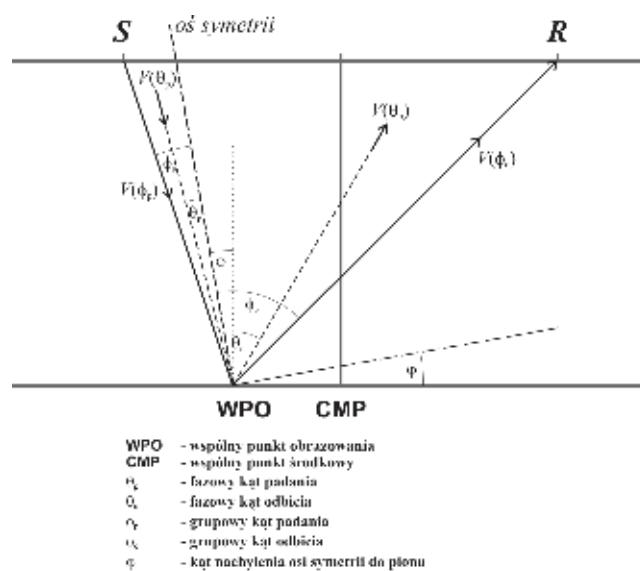 oś symetrii
S
R
WPO CMP
φ
WPO - wspólny punkt obrazowania
CMP - wspólny punkt środkowy
- fazowy kąt padania
- fazowy kąt odbicia
- grupowy kąt padania
- grupowy kąt odbicia
φ - kąt nachylenia osi symetrii do pionu